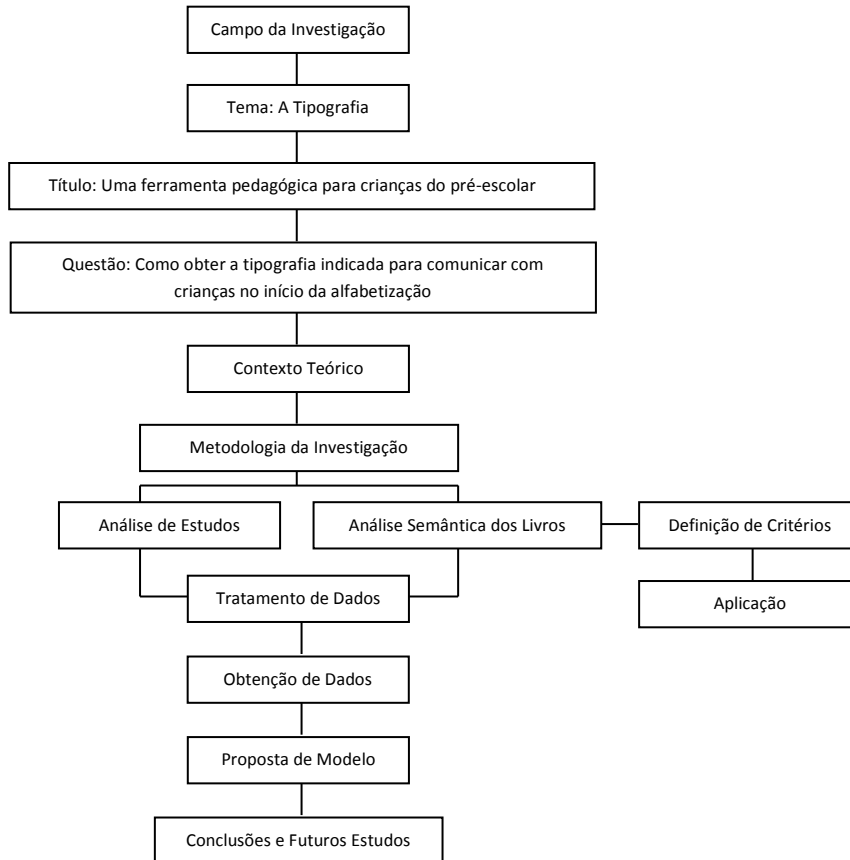 Campo da Investigação
Tema: A Tipografia
Título: Uma ferramenta pedagógica para crianças do pré-escolar
Questão: Como obter a tipografia indicada para comunicar com
crianças no início da alfabetização
Contexto Teórico
Metodologia da Investigação
Análise de Estudos
Análise Semântica dos Livros
Definição de Critérios
Aplicação
Tratamento de Dados
Obtenção de Dados
Proposta de Modelo
Conclusões e Futuros Estudos